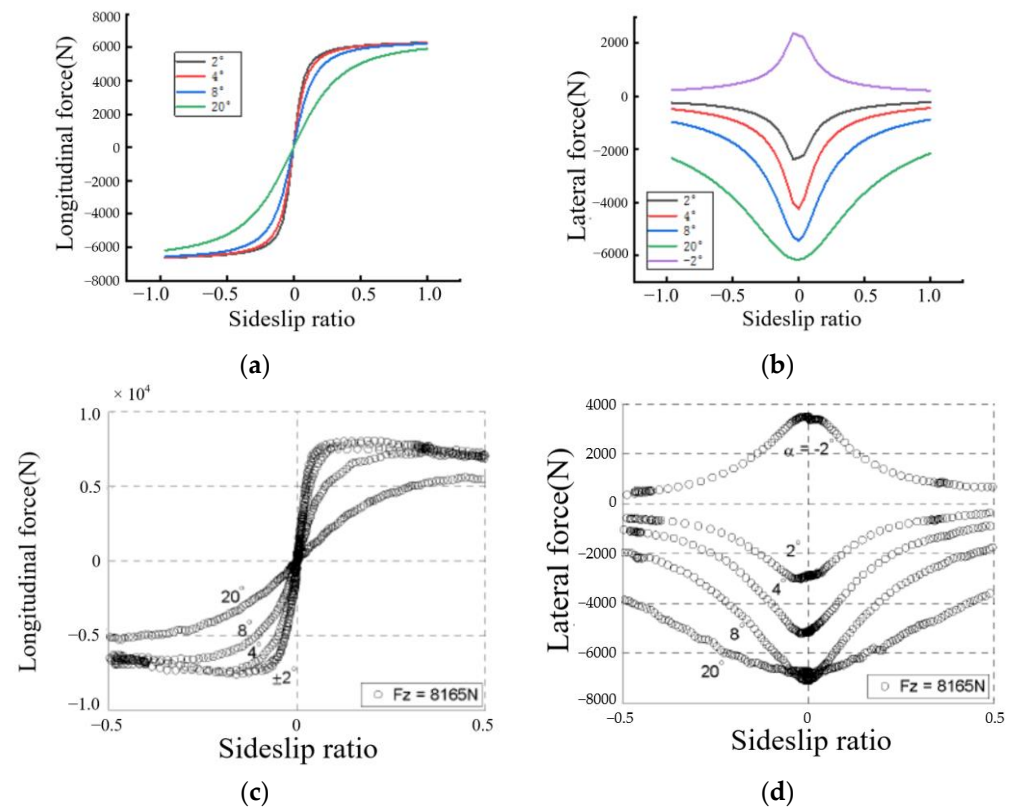 8000
6000
4000
2000
0
−2000
−4000
−6000
−8000
Longitudinal force(N)
2°
4°
8°
20°
−1.0 −0.5 0 0.5 1.0
Sideslip ratio
(a)
2000
0
−2000
−4000
−6000
Lateral force(N)
2°
4°
8°
20°
−2°
−1.0 −0.5 0 0.5 1.0
Sideslip ratio
(b)
× 10⁴
1.0
0.5
0
−0.5
−1.0
Longitudinal force(N)
20°
8°
4°
±2°
Fz = 8165N
−0.5 0 0.5
Sideslip ratio
(c)
4000
2000
0
−2000
−4000
−6000
−8000
Lateral force(N)
α = -2°
2°
4°
8°
20°
Fz = 8165N
−0.5 0 0.5
Sideslip ratio
(d)